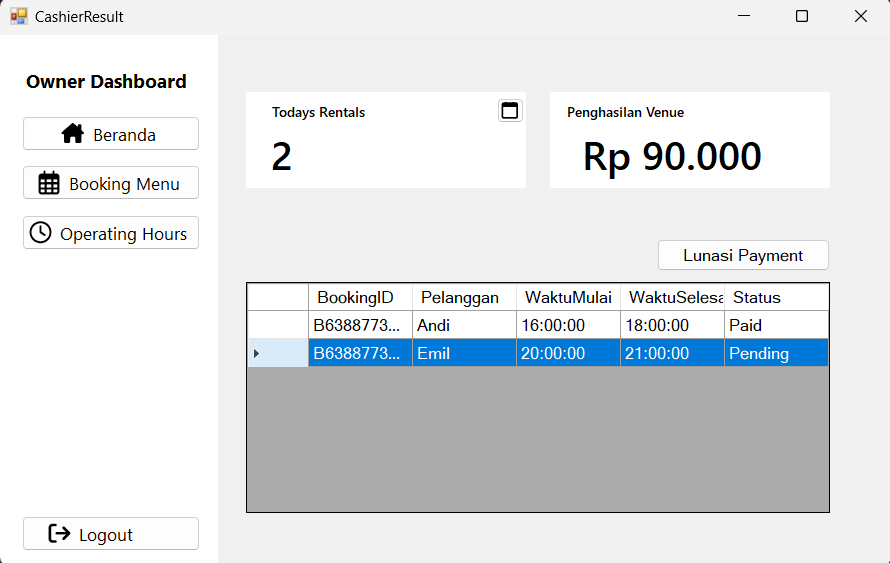 CashierResult
Owner Dashboard
Beranda
Booking Menu
Operating Hours
Logout
Todays Rentals
2
Penghasilan Venue
Rp 90.000
Lunasi Payment
BookingID Pelanggan WaktuMulai WaktuSelesa Status
B6388773... Andi 16:00:00 18:00:00 Paid
B6388773... Emil 20:00:00 21:00:00 Pending